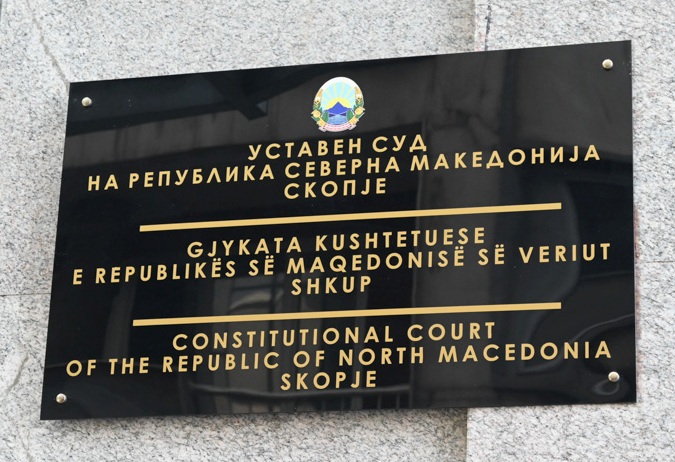 УСТАВЕН СУД
НА РЕПУБЛИКА СЕВЕРНА МАКЕДОНИЈА
СКОПЈЕ
GJYKATA KUSHTETUESE
E REPUBLIKËS SË MAQEDONISË SË VERIUT
SHKUP
CONSTITUTIONAL COURT
OF THE REPUBLIC OF NORTH MACEDONIA
SKOPJE